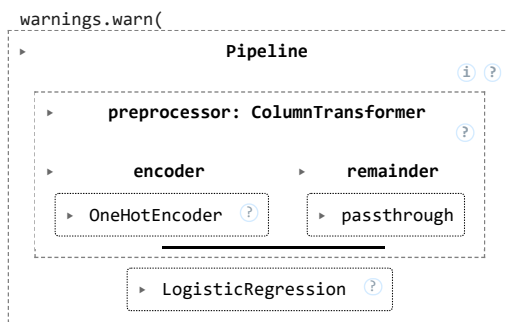 warnings.warn(
▸ Pipeline
i ?
▸ preprocessor: ColumnTransformer
?
▸ encoder ▸ remainder
▸ OneHotEncoder ? ▸ passthrough
▸ LogisticRegression ?